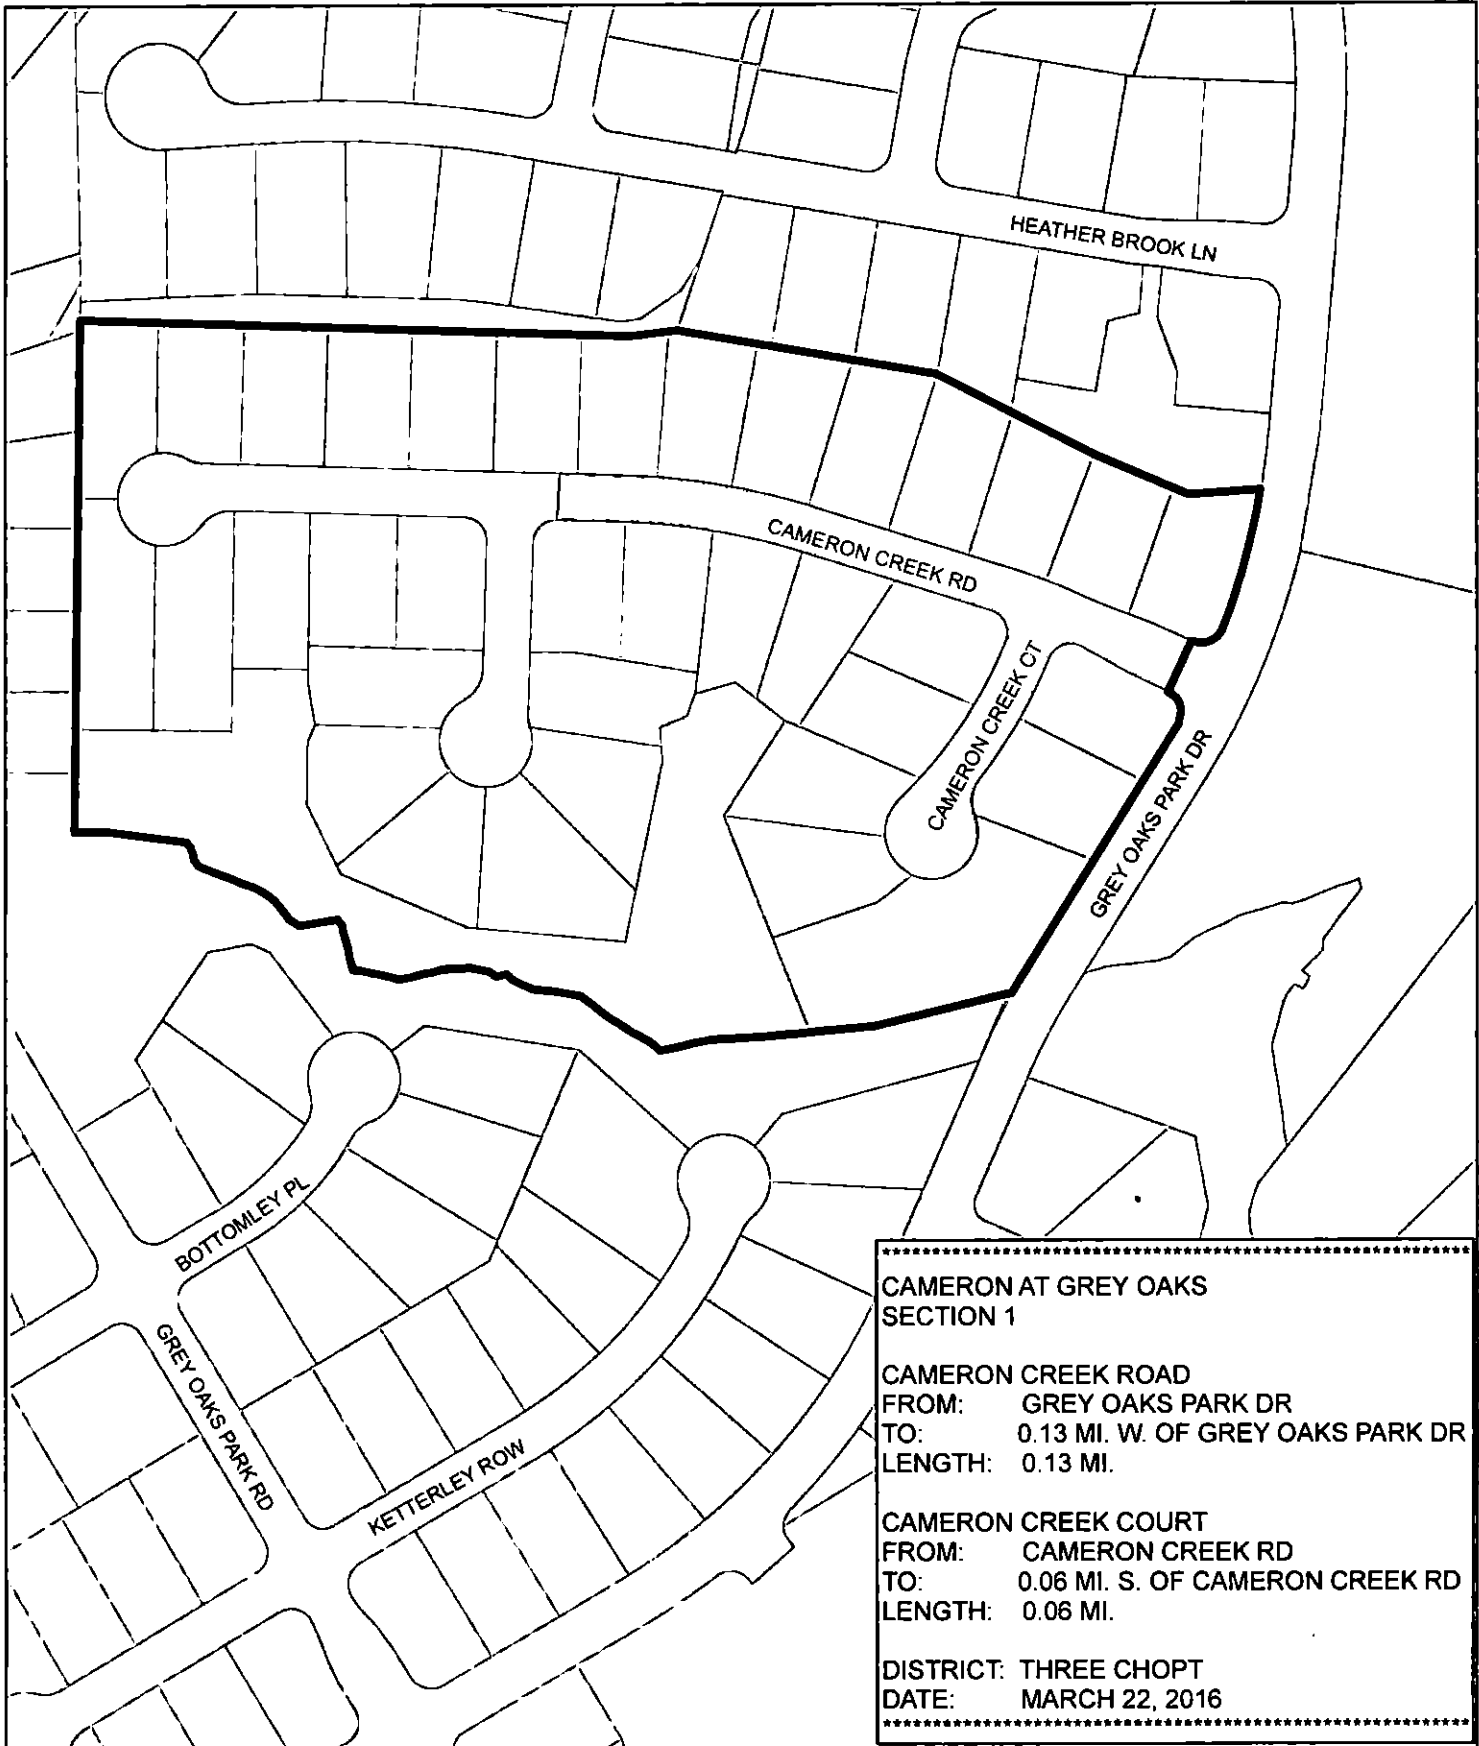 HEATHER BROOK LN
CAMERON CREEK RD
CAMERON CREEK CT
GREY OAKS PARK DR
BOTTOMLEY PL
GREY OAKS PARK RD
KETTERLEY ROW
********************************************************************
CAMERON AT GREY OAKS
SECTION 1
CAMERON CREEK ROAD
FROM: GREY OAKS PARK DR
TO: 0.13 MI. W. OF GREY OAKS PARK DR
LENGTH: 0.13 MI.
CAMERON CREEK COURT
FROM: CAMERON CREEK RD
TO: 0.06 MI. S. OF CAMERON CREEK RD
LENGTH: 0.06 MI.
DISTRICT: THREE CHOPT
DATE: MARCH 22, 2016
********************************************************************